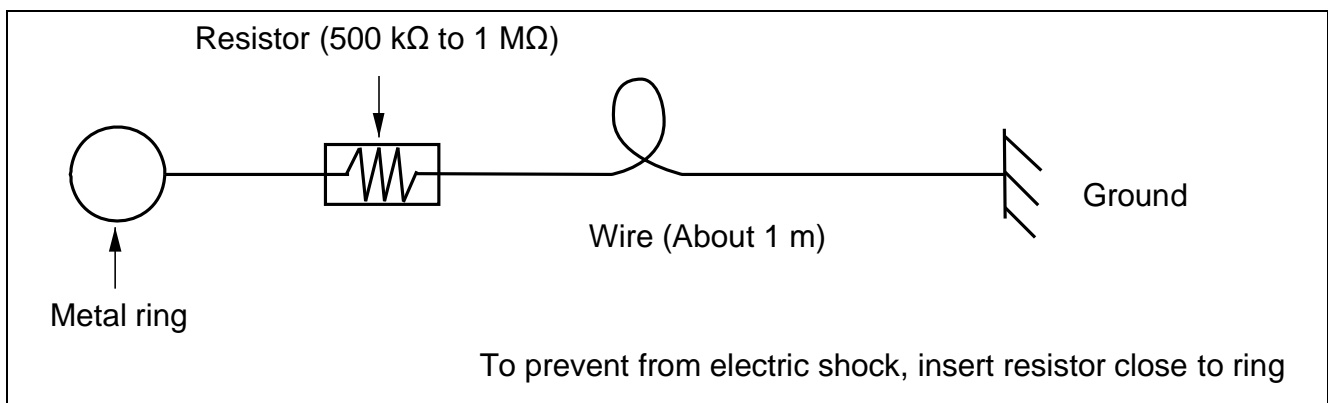 Resistor (500 kΩ to 1 MΩ)
Ground
Wire (About 1 m)
Metal ring
To prevent from electric shock, insert resistor close to ring